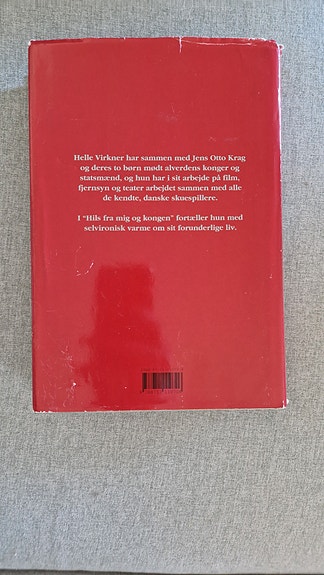 Helle Virkner har sammen med Jens Otto Krag
og deres to børn mødt alverdens konger og
statsmænd, og hun har i sit arbejde på film,
fjernsyn og teater arbejdet sammen med alle
de kendte, danske skuespillere.
I "Hils fra mig og kongen" fortæller hun med
selvironisk varme om sit forunderlige liv.